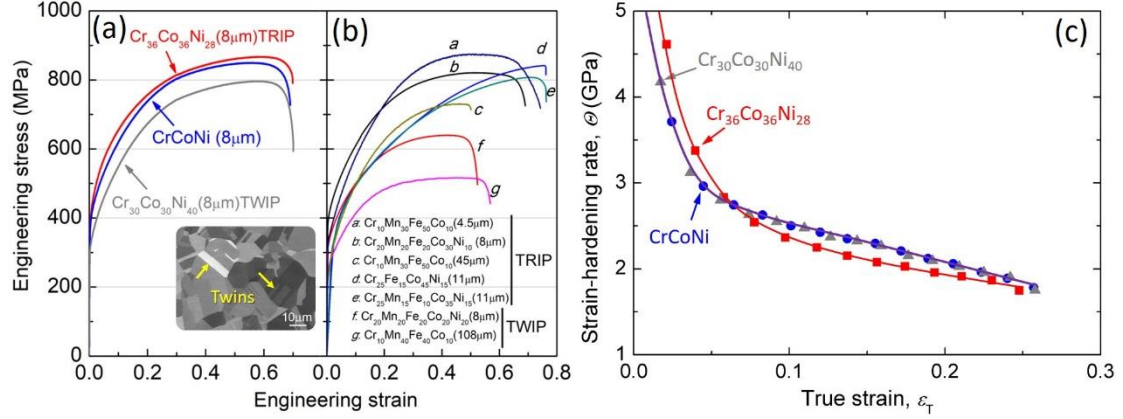 (a)
Cr₃₆Co₃₆Ni₂₈(8μm)TRIP
CrCoNi (8μm)
Cr₃₀Co₃₀Ni₄₀(8μm)TWIP
Twins
10μm
Engineering stress (MPa)
1000
800
600
400
200
0
0.0 0.2 0.4 0.6 0.8
(b)
a
b
c
d
e
f
g
a: Cr₁₀Mn₃₀Fe₅₀Co₁₀(4.5μm)
b: Cr₂₀Mn₂₀Fe₂₀Co₃₀Ni₁₀ (8μm)
c: Cr₁₀Mn₃₀Fe₅₀Co₁₀(45μm)
d: Cr₂₅Fe₁₅Co₄₅Ni₁₅(11μm)
e: Cr₂₅Mn₁₅Fe₁₀Co₃₅Ni₁₅(11μm)
TRIP
f: Cr₂₀Mn₂₀Fe₂₀Co₂₀Ni₂₀(8μm)
g: Cr₁₀Mn₄₀Fe₄₀Co₁₀(108μm)
TWIP
0.0 0.2 0.4 0.6 0.8
Engineering strain
(c)
Cr₃₀Co₃₀Ni₄₀
Cr₃₆Co₃₆Ni₂₈
CrCoNi
Strain-hardening rate, Θ (GPa)
5
4
3
2
1
0.0 0.1 0.2 0.3
True strain, ε_T